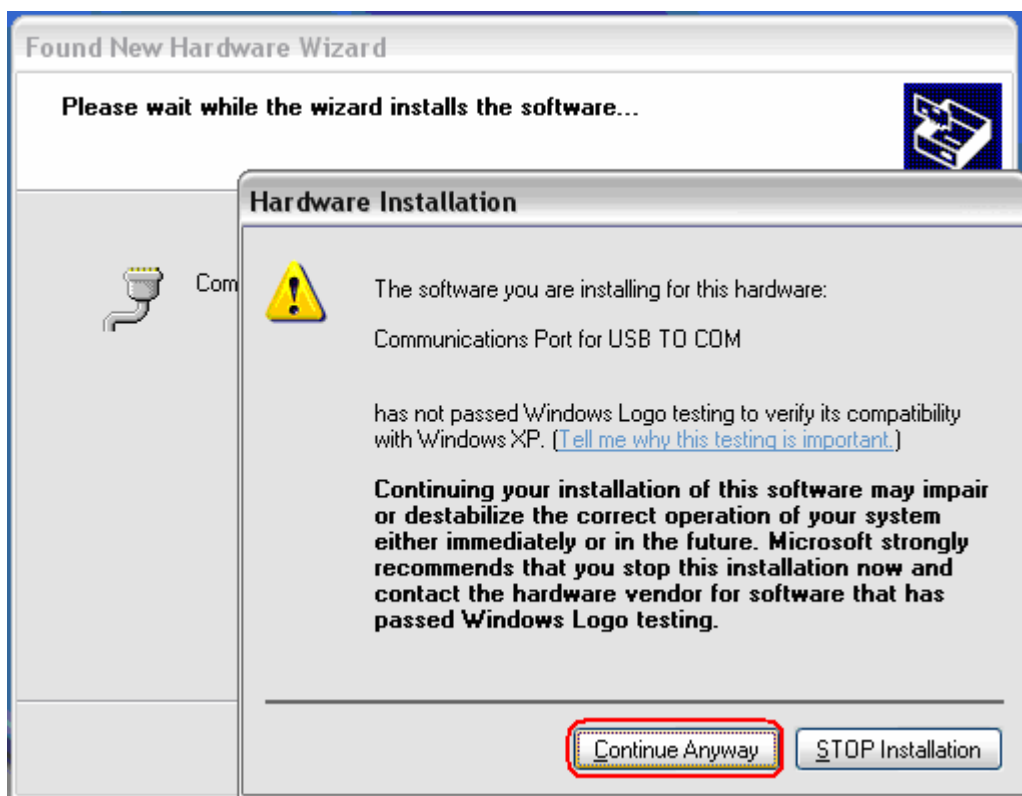 Found New Hardware Wizard
Please wait while the wizard installs the software...
Hardware Installation
Com
The software you are installing for this hardware:
Communications Port for USB TO COM
has not passed Windows Logo testing to verify its compatibility
with Windows XP. (Tell me why this testing is important.)
Continuing your installation of this software may impair
or destabilize the correct operation of your system
either immediately or in the future. Microsoft strongly
recommends that you stop this installation now and
contact the hardware vendor for software that has
passed Windows Logo testing.
Continue Anyway
STOP Installation